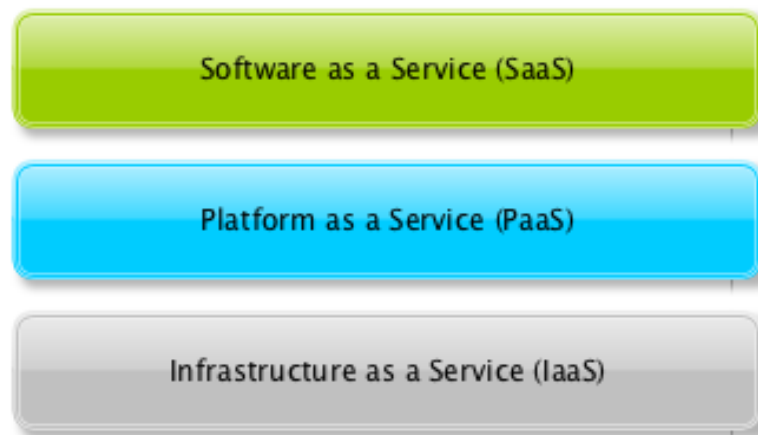 Software as a Service (SaaS)
Platform as a Service (PaaS)
Infrastructure as a Service (IaaS)